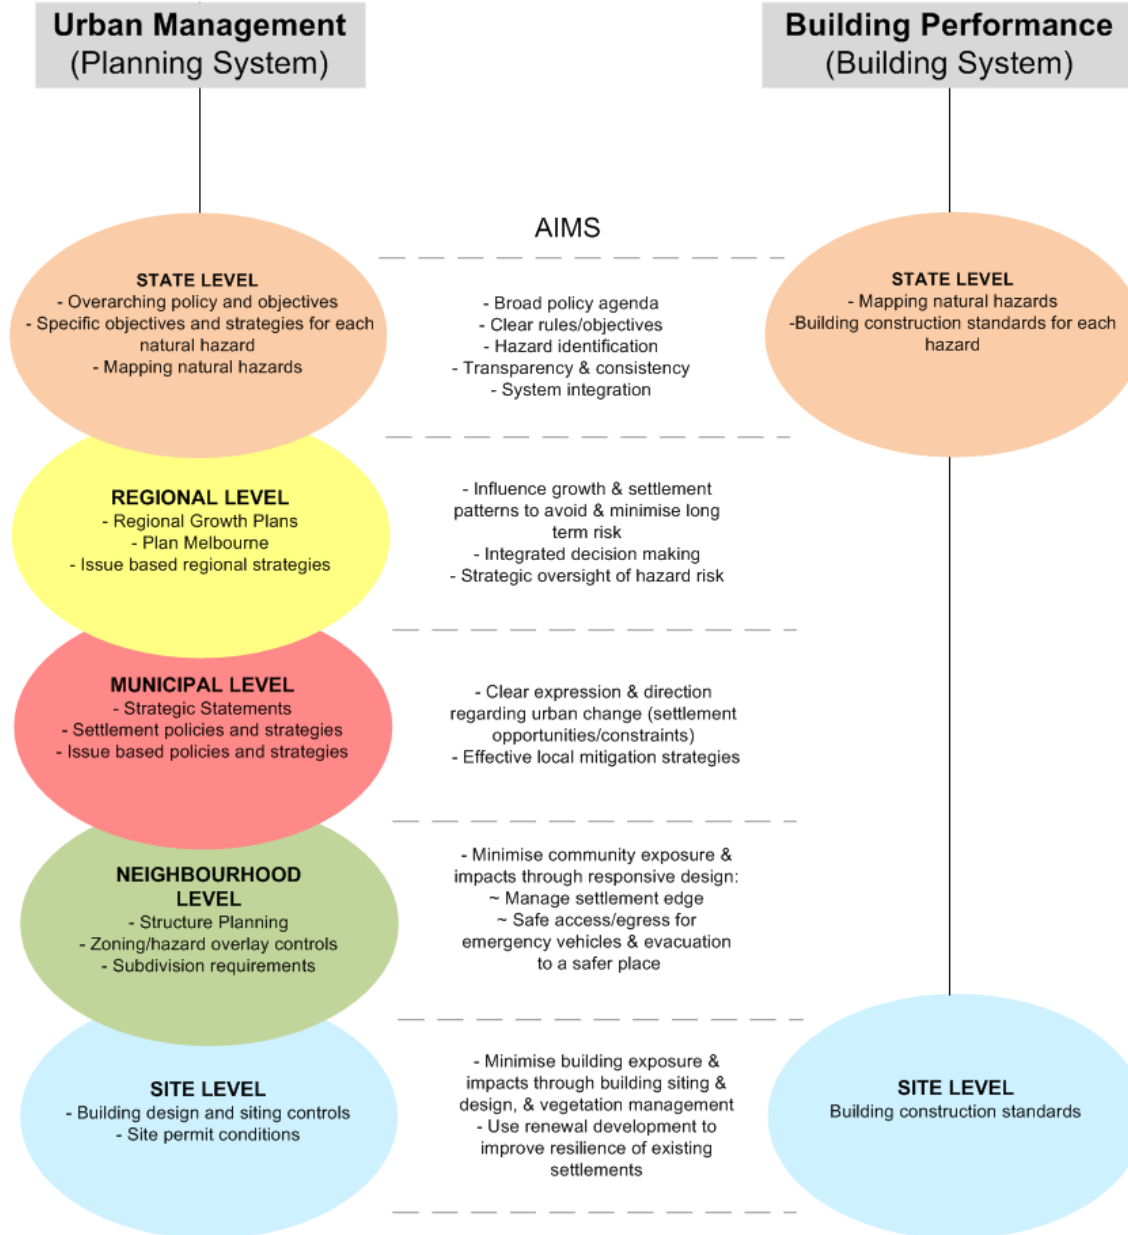 Urban Management
(Planning System)
Building Performance
(Building System)
AIMS
STATE LEVEL
- Overarching policy and objectives
- Specific objectives and strategies for each
natural hazard
- Mapping natural hazards
- Broad policy agenda
- Clear rules/objectives
- Hazard identification
- Transparency & consistency
- System integration
STATE LEVEL
- Mapping natural hazards
-Building construction standards for each
hazard
REGIONAL LEVEL
- Regional Growth Plans
- Plan Melbourne
- Issue based regional strategies
- Influence growth & settlement
patterns to avoid & minimise long
term risk
- Integrated decision making
- Strategic oversight of hazard risk
MUNICIPAL LEVEL
- Strategic Statements
- Settlement policies and strategies
- Issue based policies and strategies
- Clear expression & direction
regarding urban change (settlement
opportunities/constraints)
- Effective local mitigation strategies
NEIGHBOURHOOD
LEVEL
- Structure Planning
- Zoning/hazard overlay controls
- Subdivision requirements
- Minimise community exposure &
impacts through responsive design:
~ Manage settlement edge
~ Safe access/egress for
emergency vehicles & evacuation
to a safer place
SITE LEVEL
- Building design and siting controls
- Site permit conditions
- Minimise building exposure &
impacts through building siting &
design, & vegetation management
- Use renewal development to
improve resilience of existing
settlements
SITE LEVEL
Building construction standards